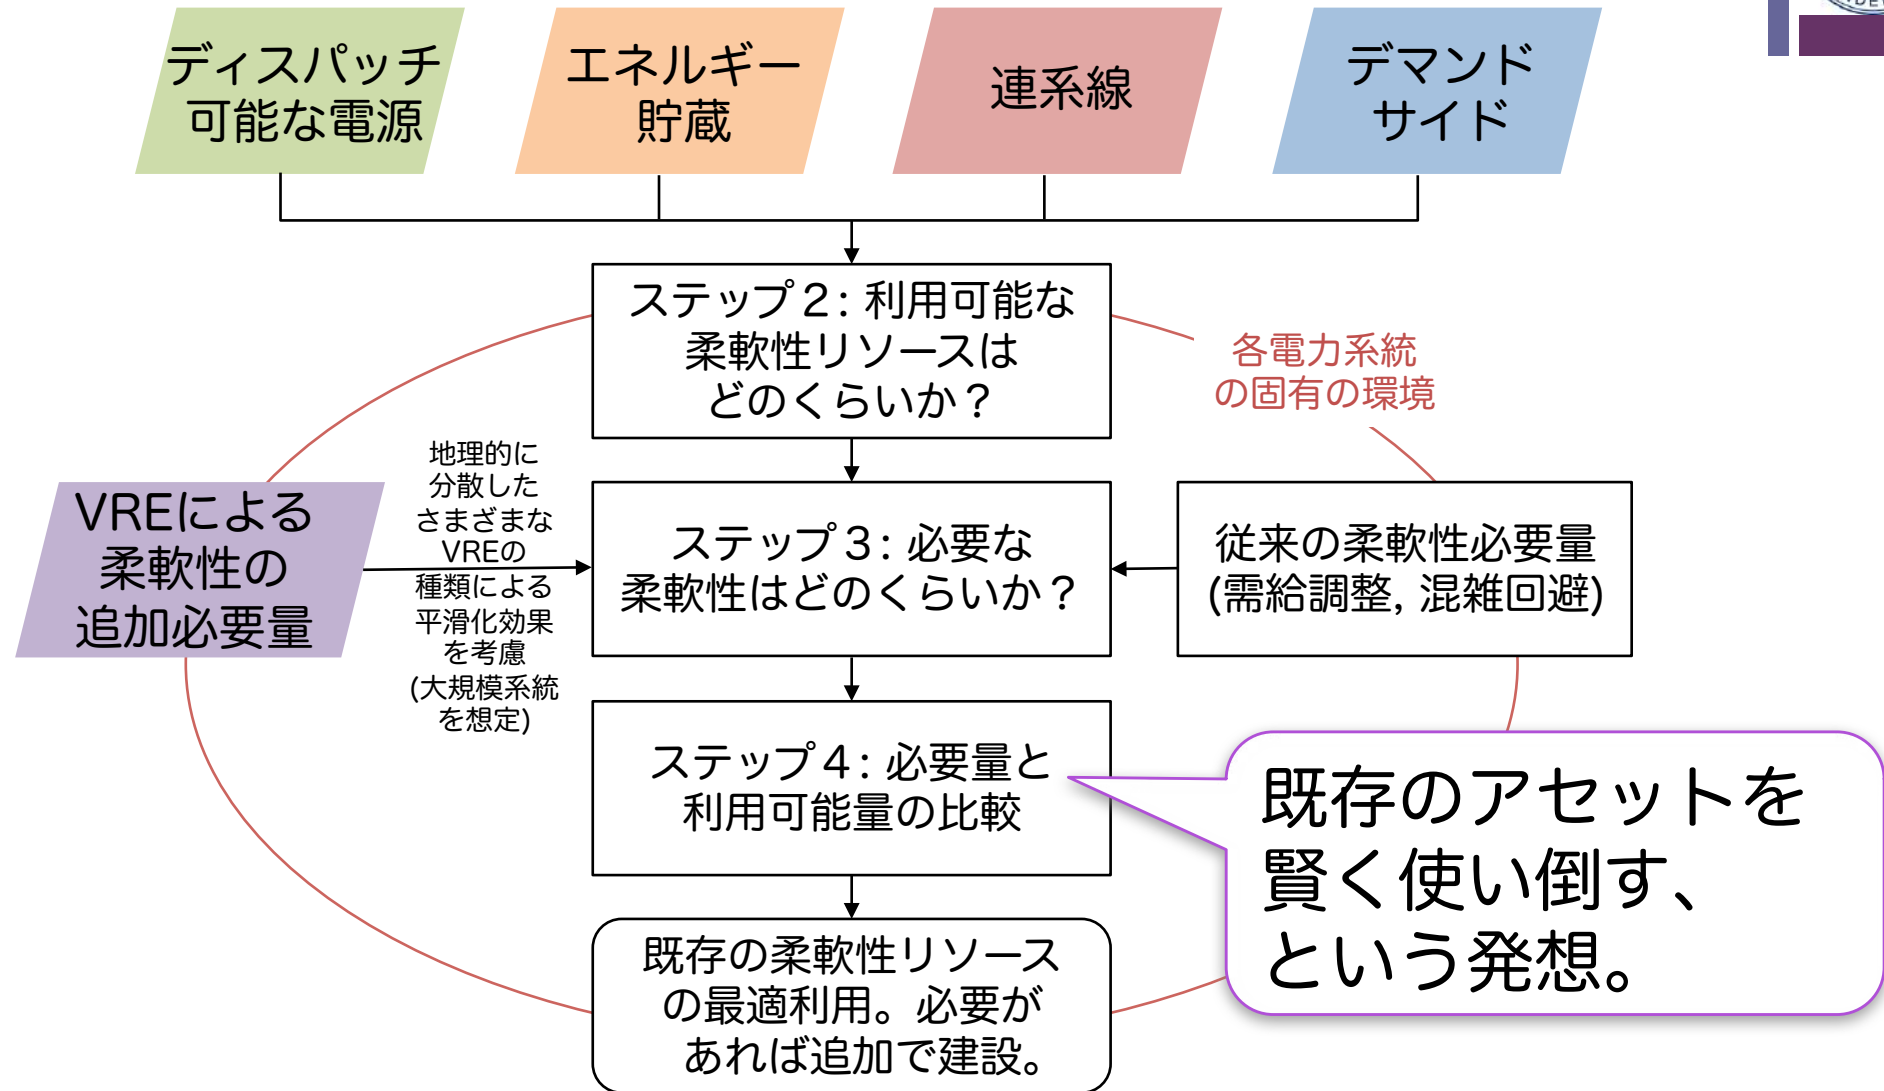 ディスパッチ
可能な電源
エネルギー
貯蔵
連系線
デマンド
サイド
ステップ2: 利用可能な
柔軟性リソースは
どのくらいか？
各電力系統
の固有の環境
VREによる
柔軟性の
追加必要量
地理的に
分散した
さまざまな
VREの
種類による
平滑化効果
を考慮
(大規模系統
を想定)
ステップ3: 必要な
柔軟性はどのくらいか？
従来の柔軟性必要量
(需給調整, 混雑回避)
ステップ4: 必要量と
利用可能量の比較
既存のアセットを
賢く使い倒す、
という発想。
既存の柔軟性リソース
の最適利用。必要が
あれば追加で建設。